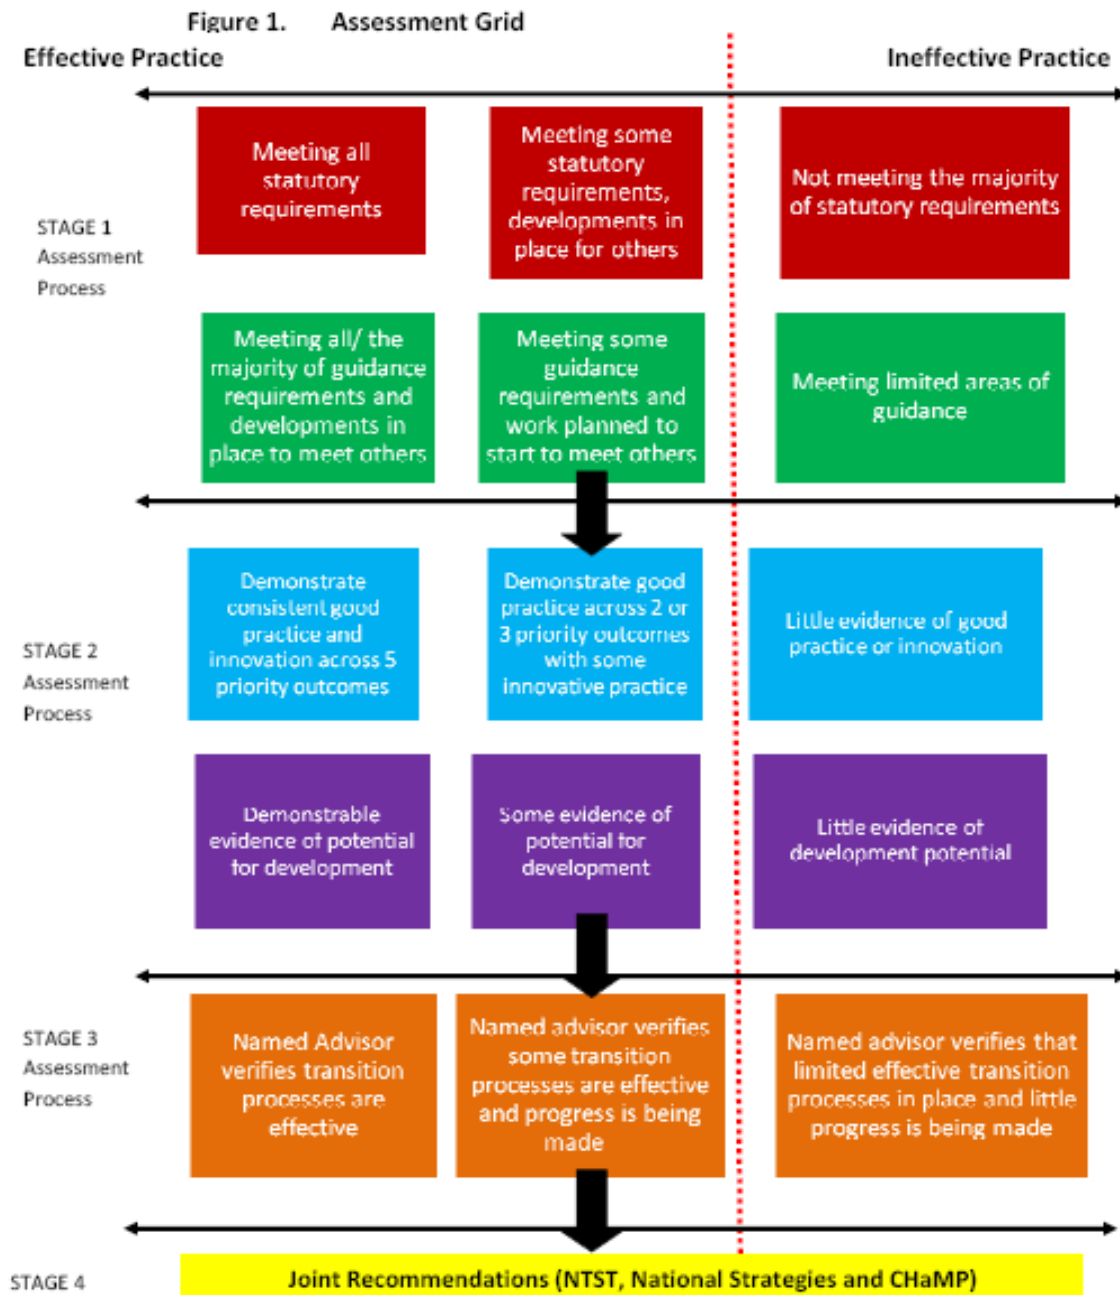 Figure 1. Assessment Grid
Effective Practice
Ineffective Practice
STAGE 1
Assessment
Process
Meeting all
statutory
requirements
Meeting some
statutory
requirements,
developments in
place for others
Not meeting the majority
of statutory requirements
Meeting all/ the
majority of guidance
requirements and
developments in
place to meet others
Meeting some
guidance
requirements and
work planned to
start to meet others
Meeting limited areas of
guidance
STAGE 2
Assessment
Process
Demonstrate
consistent good
practice and
innovation across 5
priority outcomes
Demonstrate good
practice across 2 or
3 priority outcomes
with some
innovative practice
Little evidence of good
practice or innovation
Demonstrable
evidence of potential
for development
Some evidence of
potential for
development
Little evidence of
development potential
STAGE 3
Assessment
Process
Named Advisor
verifies transition
processes are
effective
Named advisor verifies
some transition
processes are effective
and progress is being
made
Named advisor verifies that
limited effective transition
processes in place and little
progress is being made
STAGE 4
Joint Recommendations (NTST, National Strategies and CHaMP)